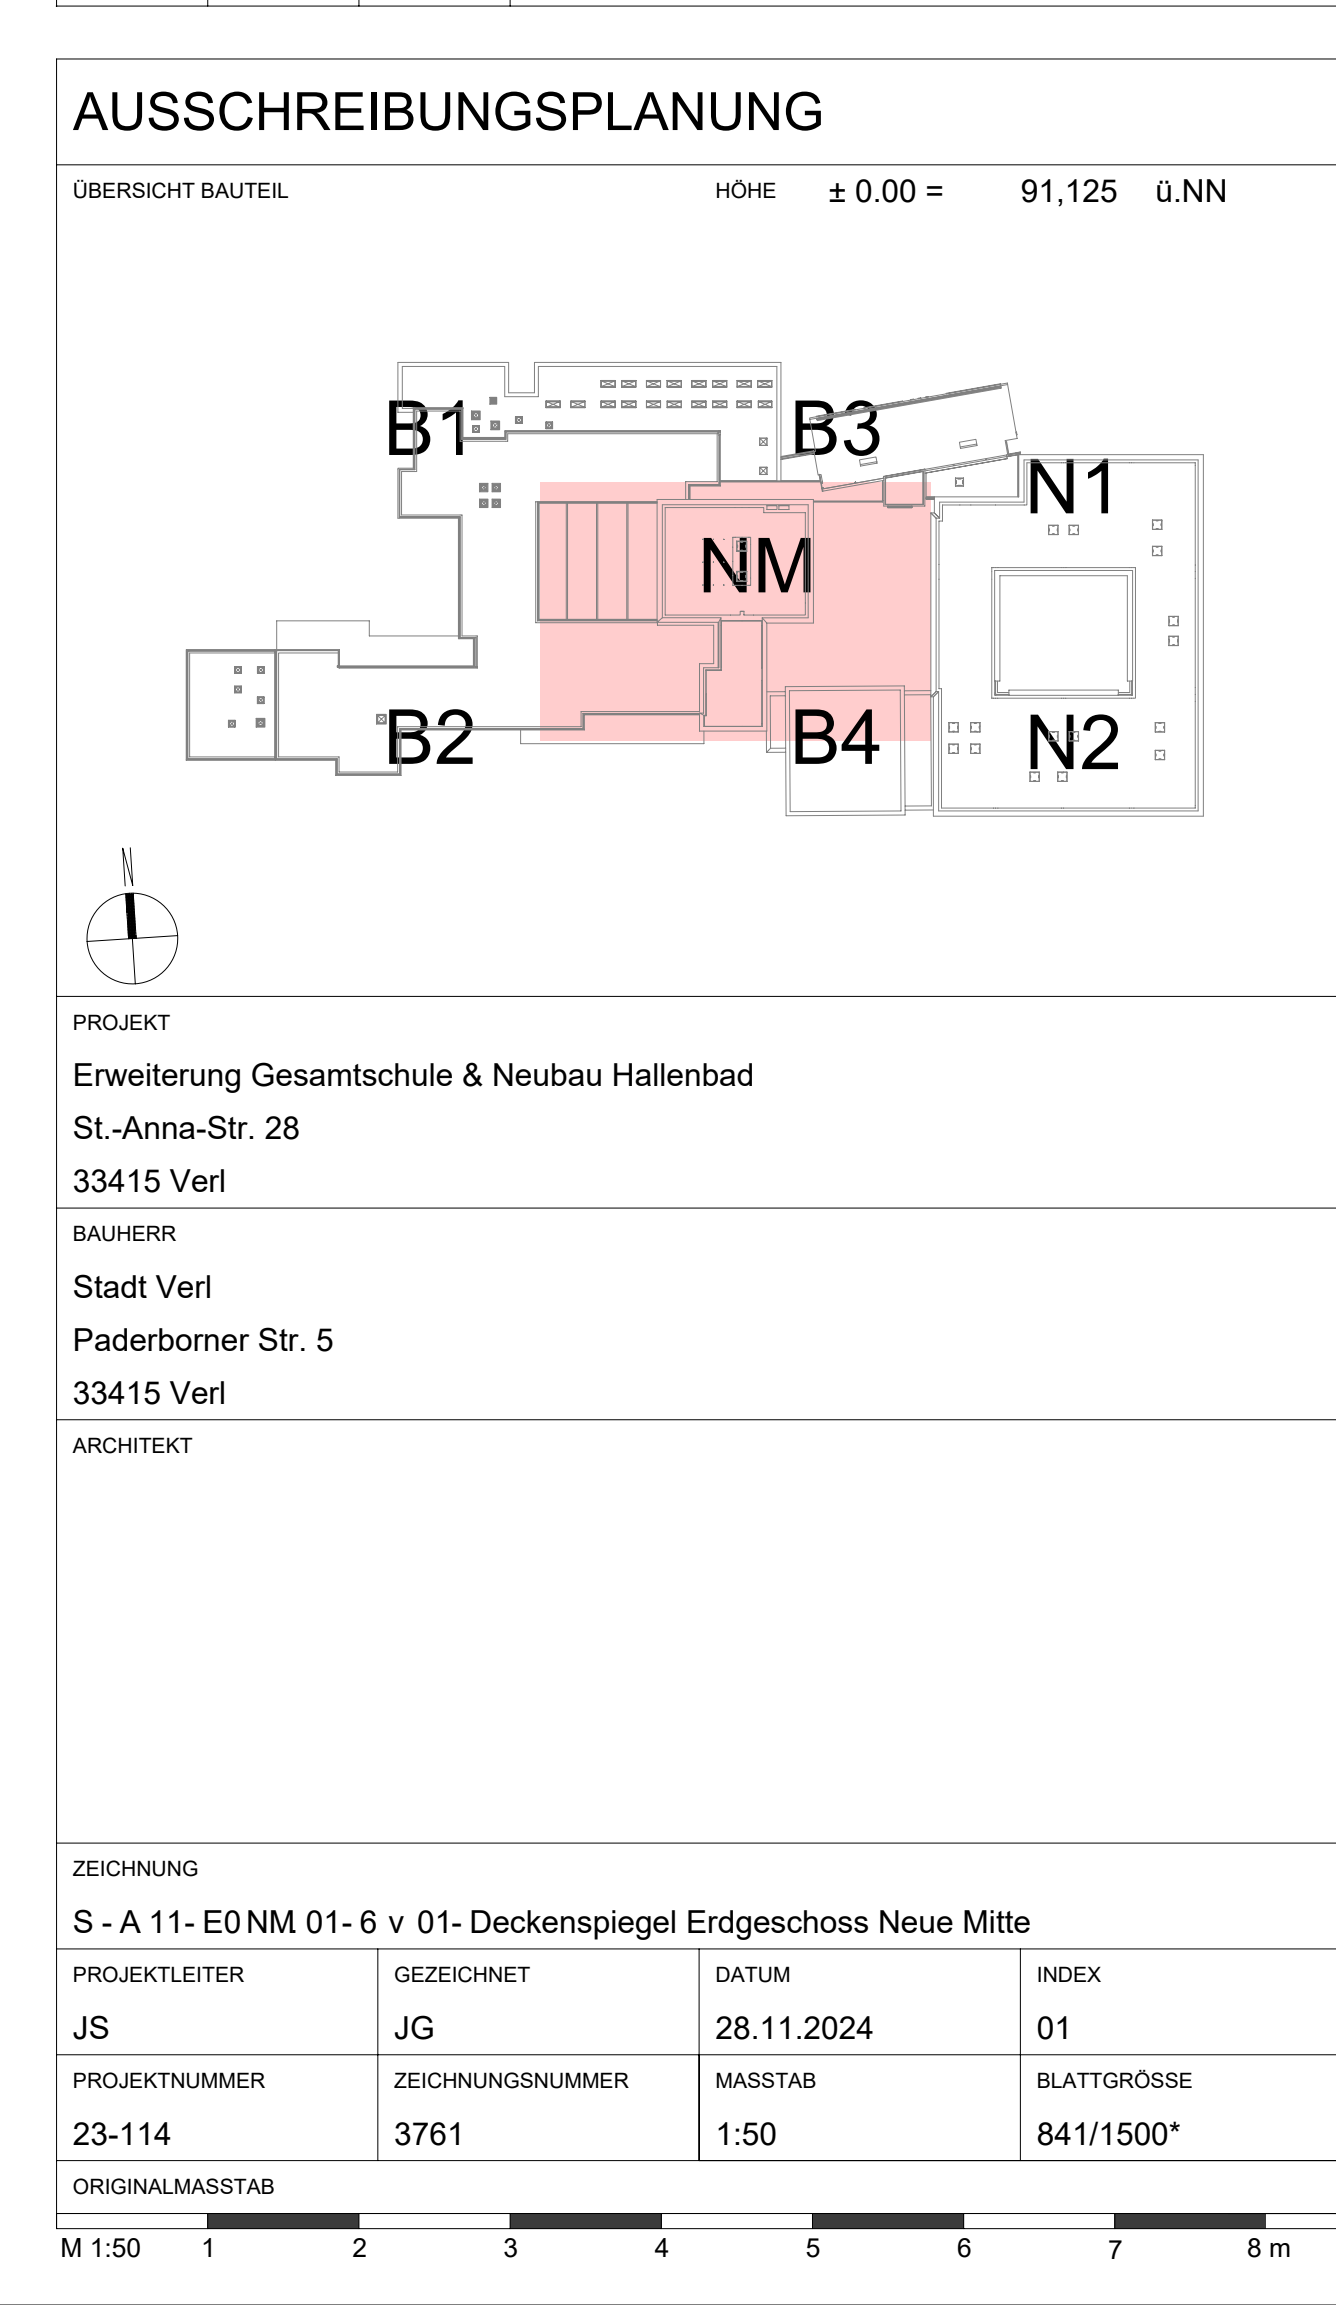 AUSSCHREIBUNGSPLANUNG
ÜBERSICHT BAUTEIL HÖHE ± 0.00 = 91,125 ü.NN
B1 B3
N1
NM
B2 B4 N2
N
PROJEKT
Erweiterung Gesamtschule & Neubau Hallenbad
St.-Anna-Str. 28
33415 Verl
BAUHERR
Stadt Verl
Paderborner Str. 5
33415 Verl
ARCHITEKT
ZEICHNUNG
S - A 11- E0 NM. 01- 6 v 01- Deckenspiegel Erdgeschoss Neue Mitte
PROJEKTLEITER GEZEICHNET DATUM INDEX
JS JG 28.11.2024 01
PROJEKTNUMMER ZEICHNUNGSNUMMER MASSTAB BLATTGRÖSSE
23-114 3761 1:50 841/1500*
ORIGINALMASSTAB
M 1:50 1 2 3 4 5 6 7 8 m